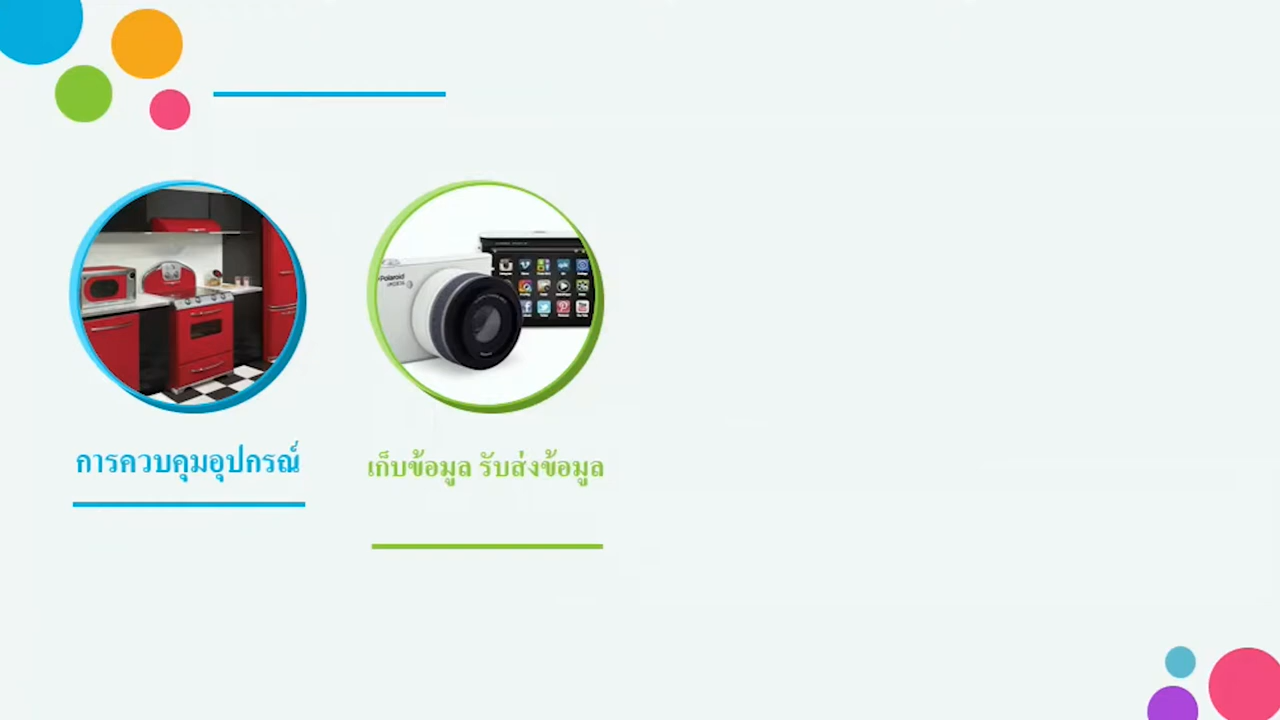 การควบคุมอุปกรณ์
เก็บข้อมูล รับส่งข้อมูล
Polaroid